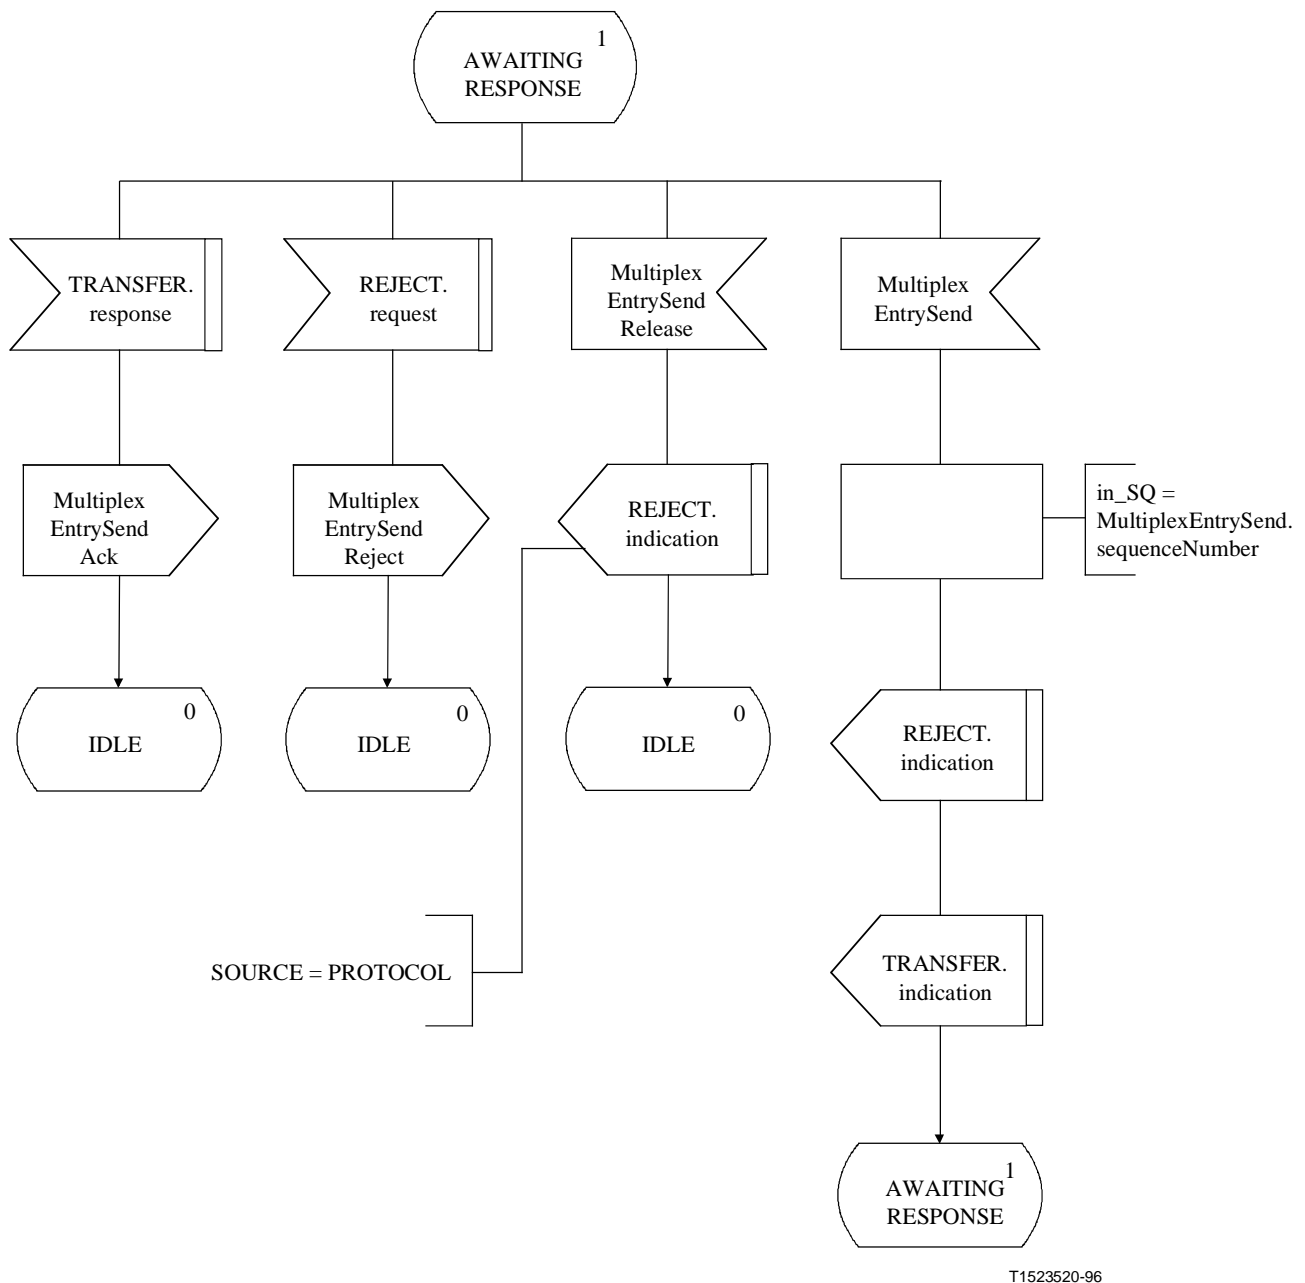 1
AWAITING
RESPONSE
TRANSFER.
response
REJECT.
request
Multiplex
EntrySend
Release
Multiplex
EntrySend
Multiplex
EntrySend
Ack
Multiplex
EntrySend
Reject
REJECT.
indication
in_SQ =
MultiplexEntrySend.
sequenceNumber
0
IDLE
0
IDLE
0
IDLE
REJECT.
indication
SOURCE = PROTOCOL
TRANSFER.
indication
1
AWAITING
RESPONSE
T1523520-96